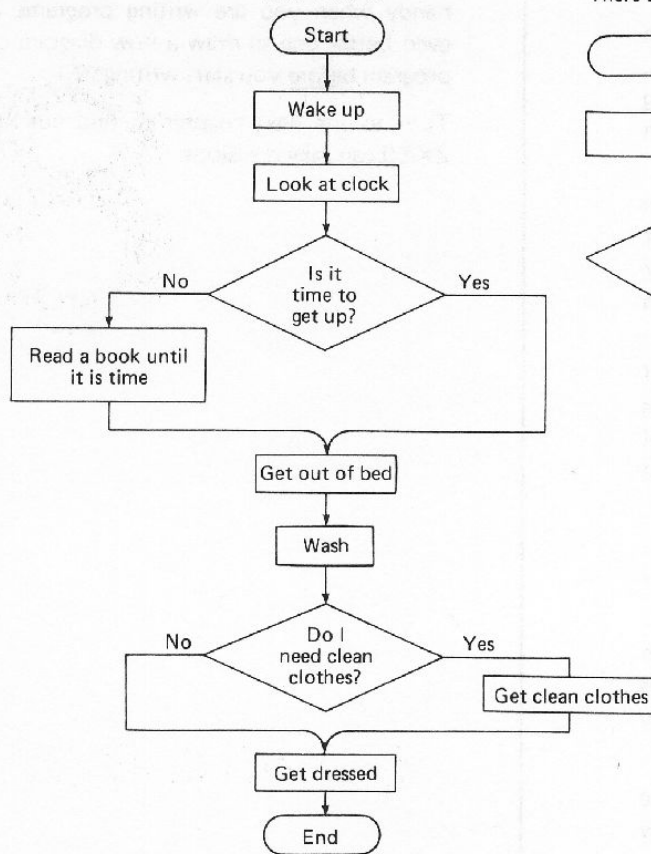 Start
Wake up
Look at clock
Is it
time to
get up?
No
Yes
Read a book until
it is time
Get out of bed
Wash
Do I
need clean
clothes?
No
Yes
Get clean clothes
Get dressed
End